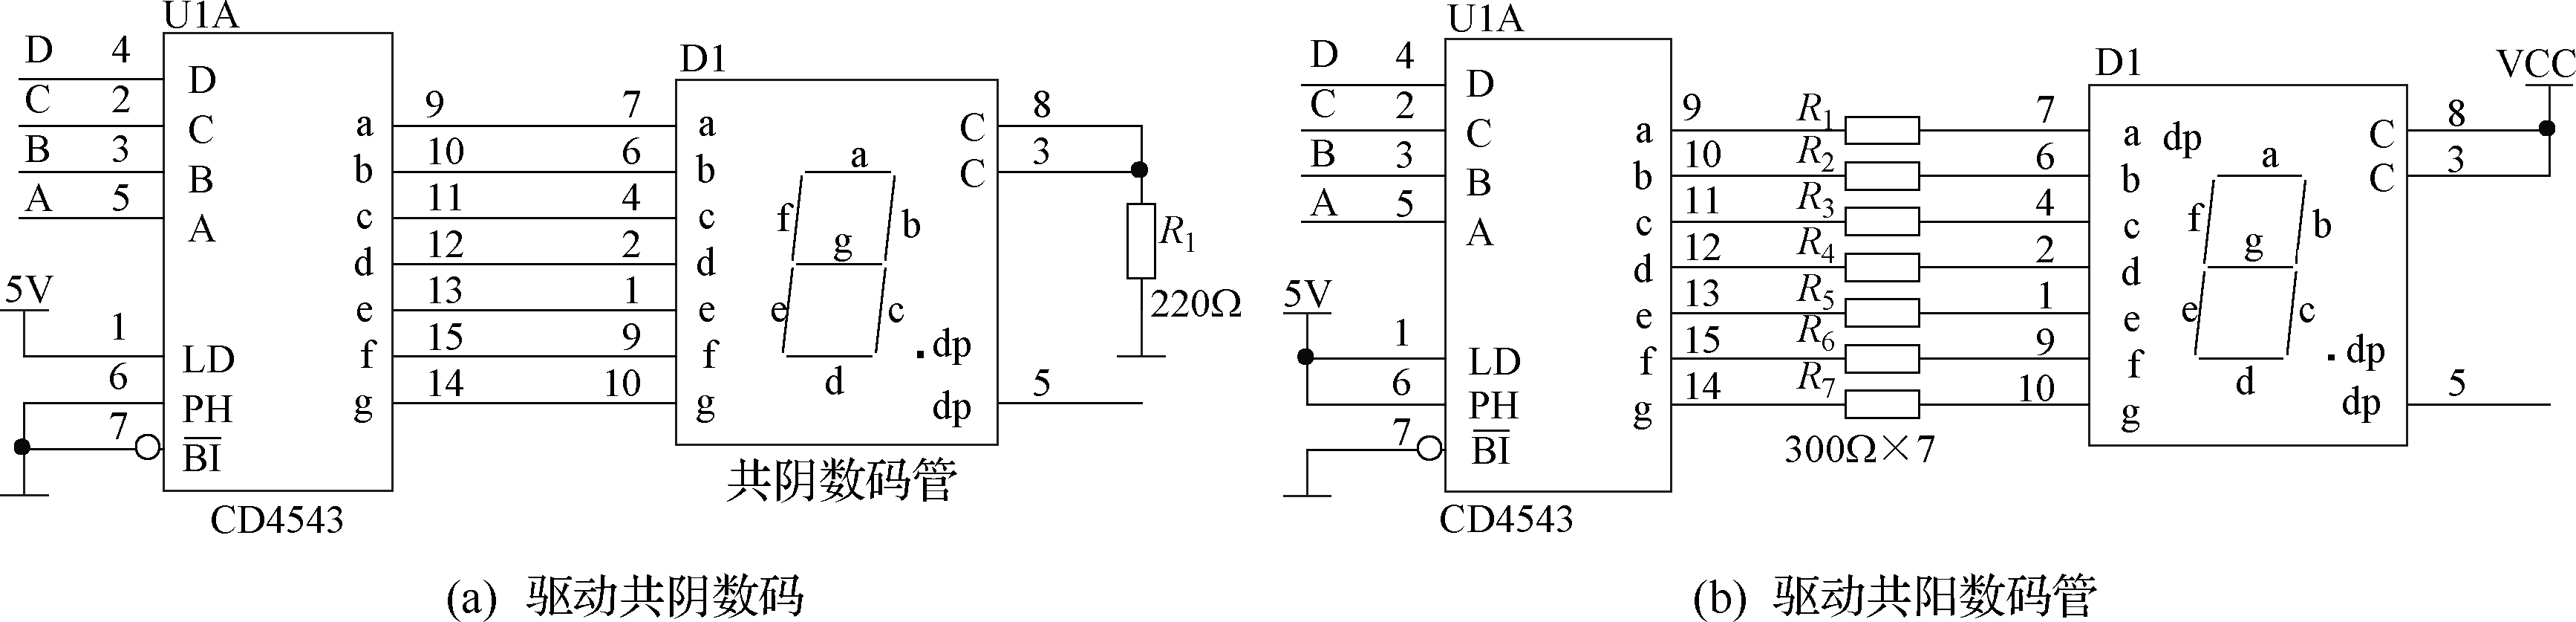 U1A
D 4
C 2
B 3
A 5
D
C
B
A
5V
1
6
7
LD
PH
BI
a 9 7 a
b 10 6 b
c 11 4 c
d 12 2 d
e 13 1 e
f 15 9 f
g 14 10 g
CD4543
D1
a
f b
g
e c
d
.dp
C 8
C 3
dp 5
R1
220Ω
共阴数码管
(a) 驱动共阴数码
U1A
D 4
C 2
B 3
A 5
D
C
B
A
5V
1
6
7
LD
PH
BI
a 9 R1 7 a
b 10 R2 6 b
c 11 R3 4 c
d 12 R4 2 d
e 13 R5 1 e
f 15 R6 9 f
g 14 R7 10 g
300Ω×7
CD4543
D1
dp
a
f b
g
e c
d
.dp
C 8
C 3
dp 5
VCC
(b) 驱动共阳数码管